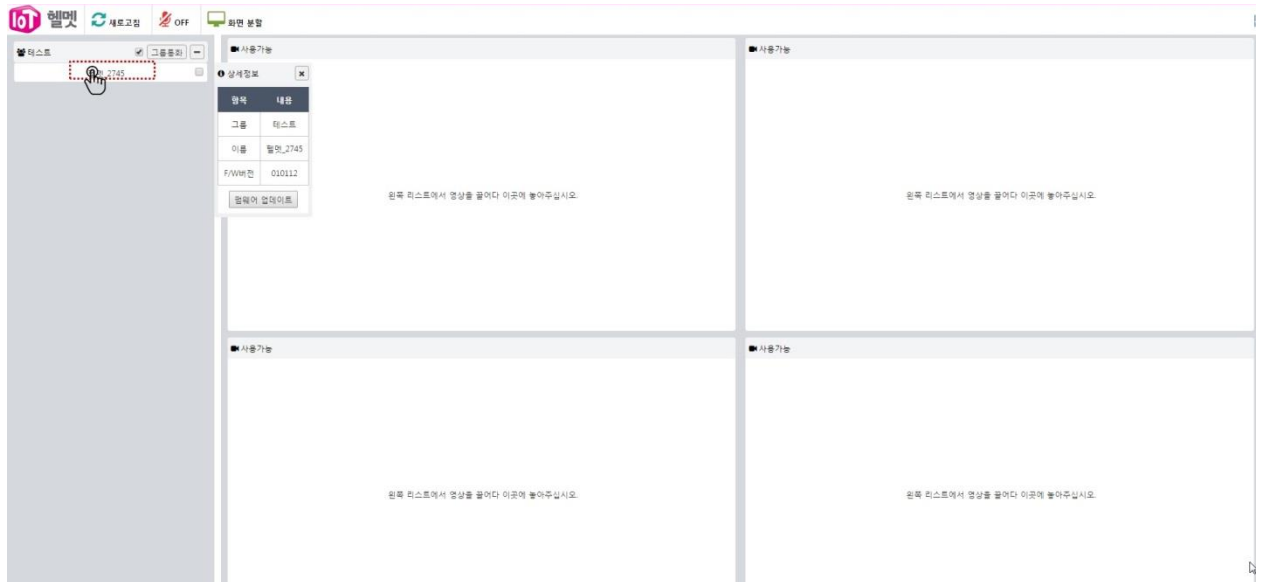 IoT 헬멧 새로고침 OFF 화면 분할
테스트 그룹통화
_2745
사용가능
사용가능
상세정보
항목 내용
그룹 테스트
이름 헬멧_2745
F/W버전 010112
펌웨어 업데이트
왼쪽 리스트에서 영상을 끌어다 이곳에 놓아주십시오.
왼쪽 리스트에서 영상을 끌어다 이곳에 놓아주십시오.
사용가능
사용가능
왼쪽 리스트에서 영상을 끌어다 이곳에 놓아주십시오.
왼쪽 리스트에서 영상을 끌어다 이곳에 놓아주십시오.